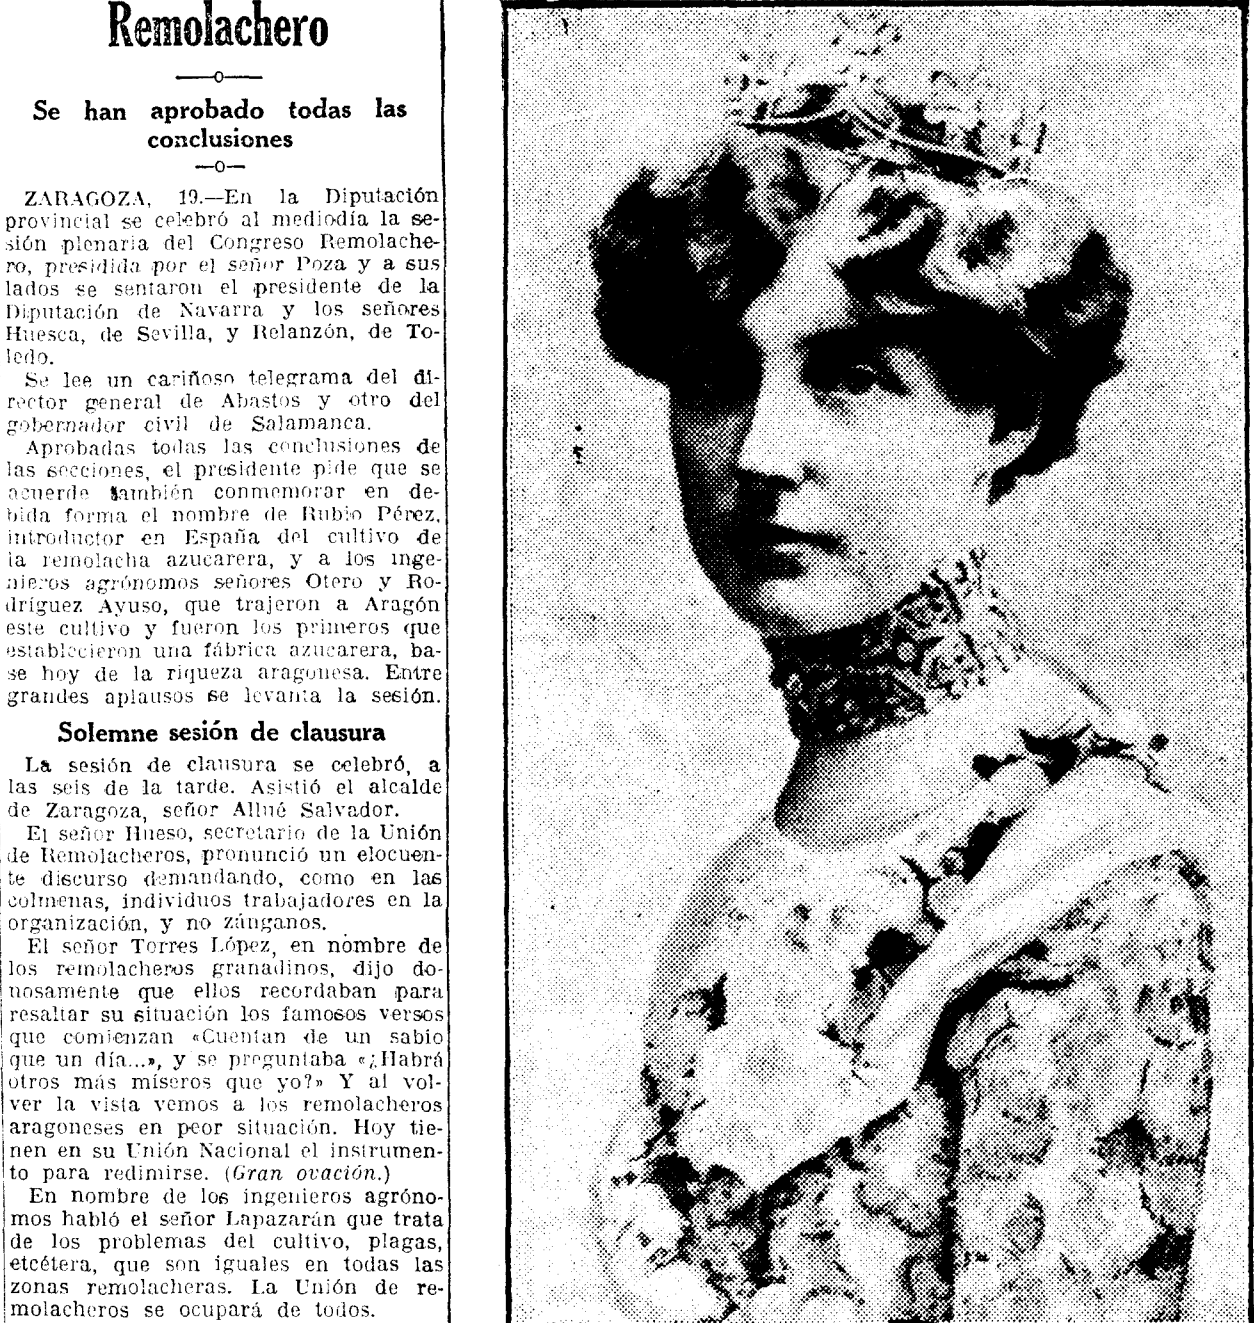 Remolachero
Se han aprobado todas las
conclusiones
ZARAGOZA, 19.—En la Diputación
provincial se celebró al mediodía la se-
sión plenaria del Congreso Remolache-
ro, presidida por el señor Poza y a sus
lados se sentaron el presidente de la
Diputación de Navarra y los señores
Huesca, de Sevilla, y Relanzón, de To-
ledo.
Se lee un cariñoso telegrama del di-
rector general de Abastos y otro del
gobernador civil de Salamanca.
Aprobadas todas las conclusiones de
las secciones, el presidente pide que se
acuerde también conmemorar en de-
bida forma el nombre de Rubio Pérez,
introductor en España del cultivo de
la remolacha azucarera, y a los inge-
nieros agrónomos señores Otero y Ro-
dríguez Ayuso, que trajeron a Aragón
este cultivo y fueron los primeros que
establecieron una fábrica azucarera, ba-
se hoy de la riqueza aragonesa. Entre
grandes aplausos se levanta la sesión.
Solemne sesión de clausura
La sesión de clausura se celebró, a
las seis de la tarde. Asistió el alcalde
de Zaragoza, señor Allué Salvador.
El señor Hueso, secretario de la Unión
de Remolacheros, pronunció un elocuen-
te discurso demandando, como en las
colmenas, individuos trabajadores en la
organización, y no zánganos.
El señor Torres López, en nombre de
los remolacheros granadinos, dijo do-
nosamente que ellos recordaban para
resaltar su situación los famosos versos
que comienzan «Cuentan de un sabio
que un día...», y se preguntaba «¿Habrá
otros más míseros que yo?» Y al vol-
ver la vista vemos a los remolacheros
aragoneses en peor situación. Hoy tie-
nen en su Unión Nacional el instrumen-
to para redimirse. (Gran ovación.)
En nombre de los ingenieros agróno-
mos habló el señor Lapazarán que trata
de los problemas del cultivo, plagas,
etcétera, que son iguales en todas las
zonas remolacheras. La Unión de re-
molacheros se ocupará de todos.